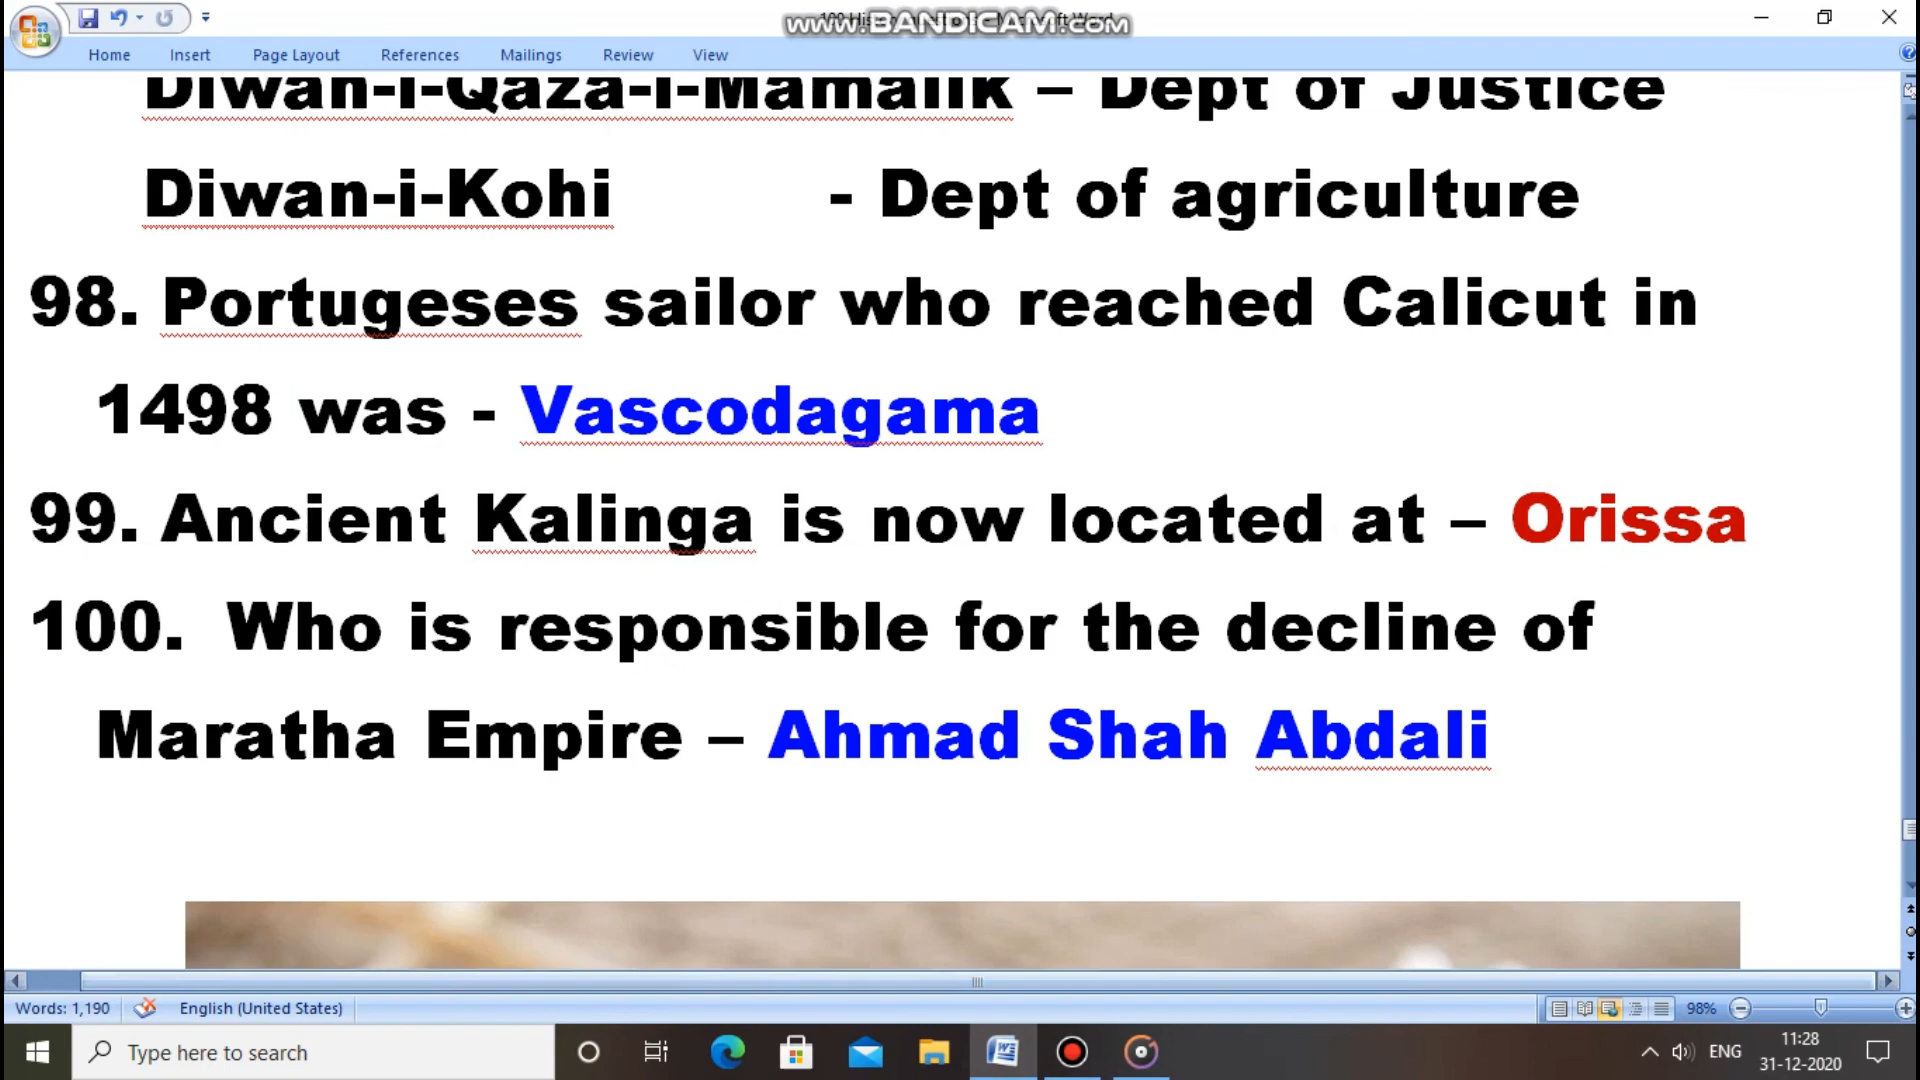 www.BANDICAM.com
Home Insert Page Layout References Mailings Review View
Diwan-i-Qaza-i-Mamalik – Dept of Justice
Diwan-i-Kohi - Dept of agriculture
98. Portugeses sailor who reached Calicut in
1498 was - Vascodagama
99. Ancient Kalinga is now located at – Orissa
100. Who is responsible for the decline of
Maratha Empire – Ahmad Shah Abdali
Words: 1,190 English (United States) 98%
Type here to search ENG 11:28
31-12-2020